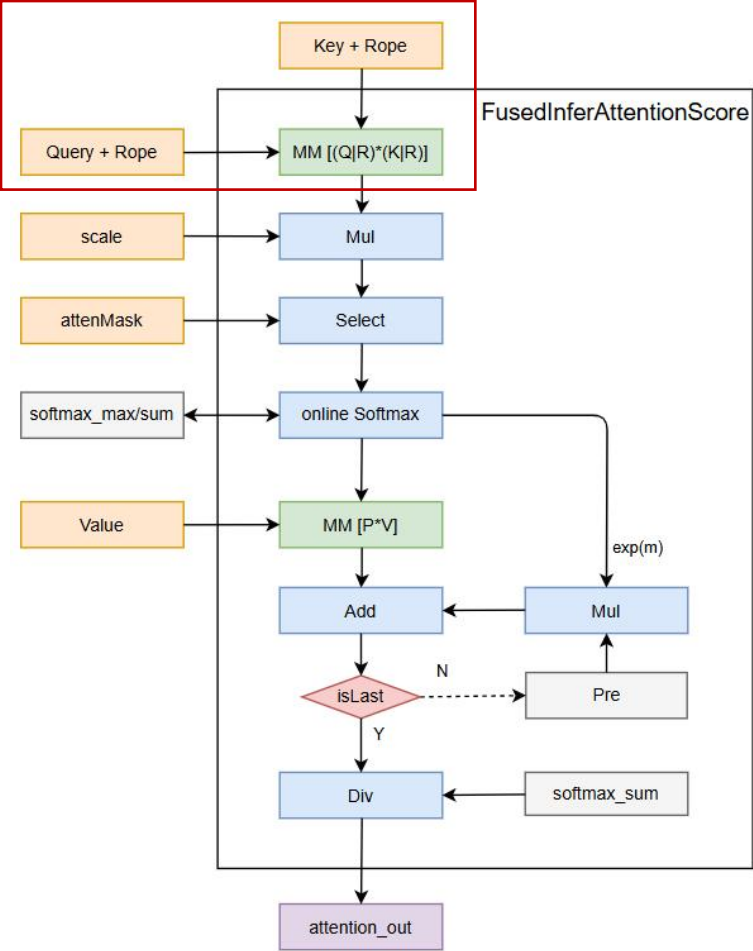 Key + Rope
FusedInferAttentionScore
Query + Rope
MM [(Q|R)*(K|R)]
scale
Mul
attenMask
Select
softmax_max/sum
online Softmax
Value
MM [P*V]
exp(m)
Add
Mul
isLast
N
Pre
Y
Div
softmax_sum
attention_out